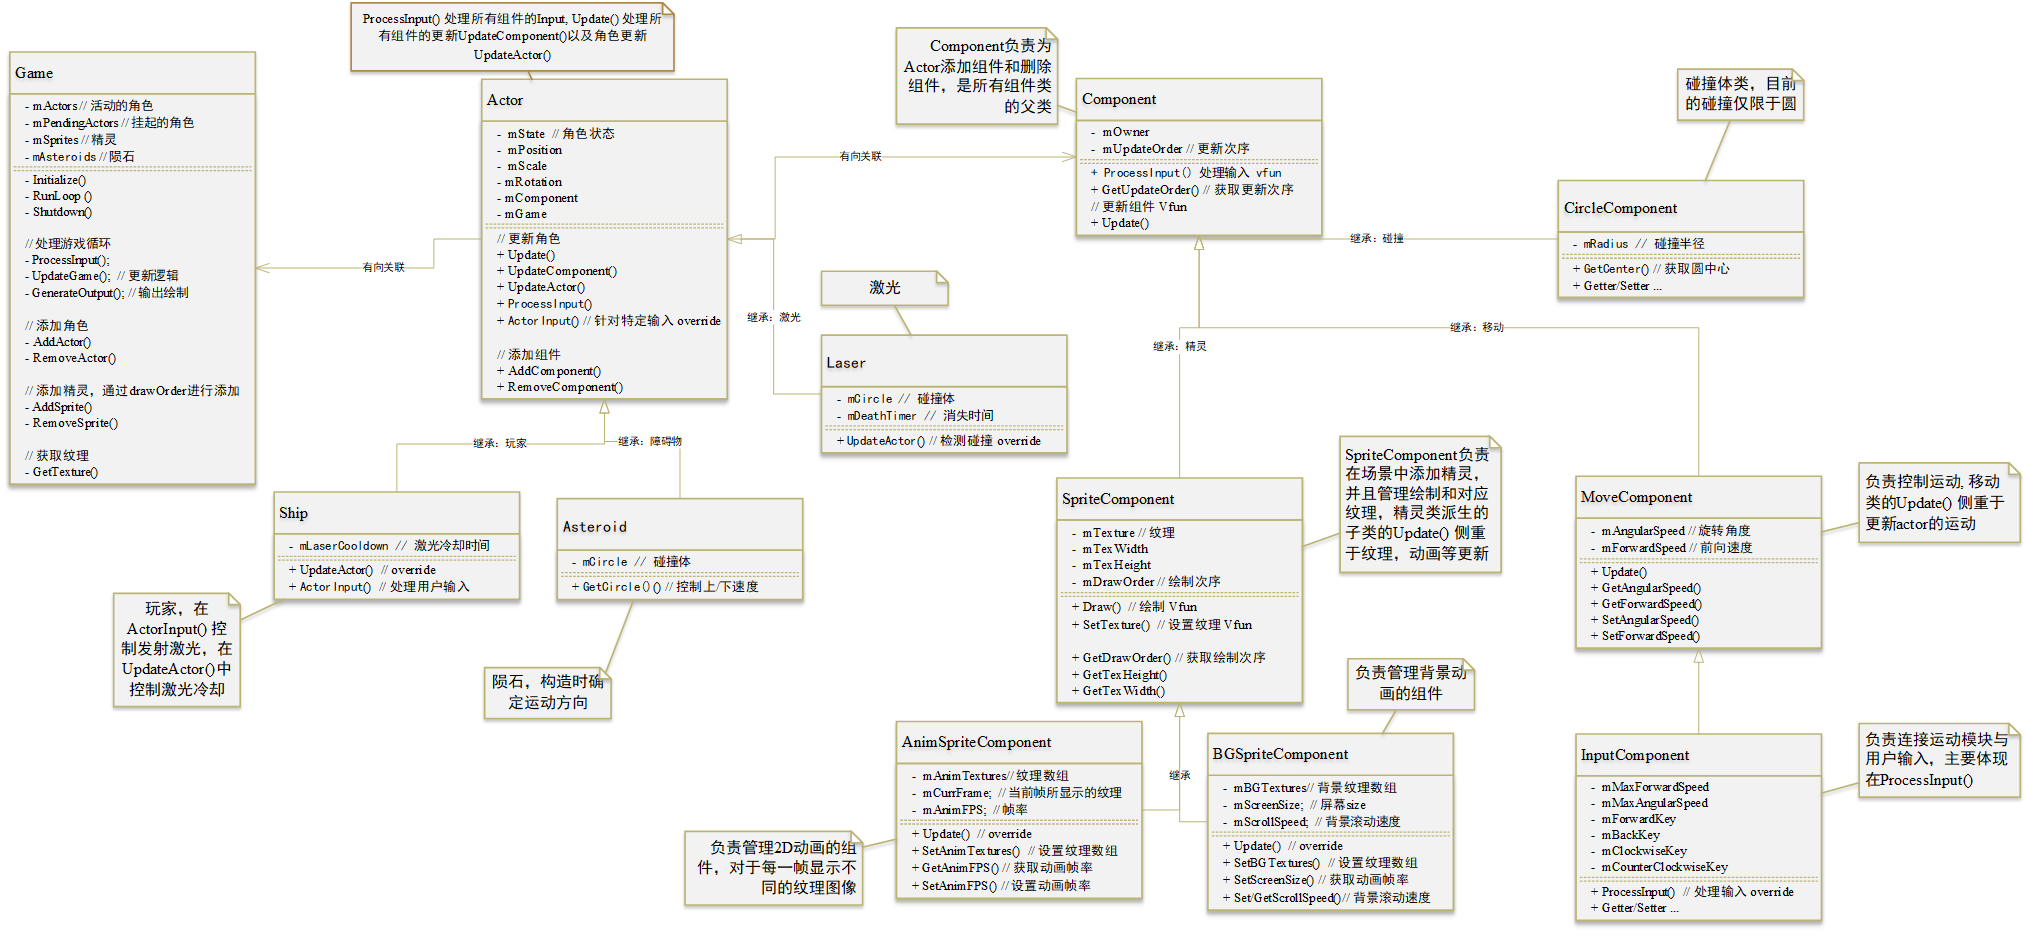 ProcessInput() 处理所有组件的Input, Update() 处理所
有组件的更新UpdateComponent()以及角色更新
UpdateActor()
Game
- mActors // 活动的角色
- mPendingActors // 挂起的角色
- mSprites // 精灵
- mAsteroids // 陨石
- Initialize()
- RunLoop ()
- Shutdown()
// 处理游戏循环
- ProcessInput();
- UpdateGame(); // 更新逻辑
- GenerateOutput(); // 输出绘制
// 添加角色
- AddActor()
- RemoveActor()
// 添加精灵，通过drawOrder进行添加
- AddSprite()
- RemoveSprite()
// 获取纹理
- GetTexture()
有向关联
Actor
- mState // 角色状态
- mPosition
- mScale
- mRotation
- mComponent
- mGame
// 更新角色
+ Update()
+ UpdateComponent()
+ UpdateActor()
+ ProcessInput()
+ ActorInput() // 针对特定输入 override
// 添加组件
+ AddComponent()
+ RemoveComponent()
有向关联
Component负责为
Actor添加组件和删除
组件，是所有组件类
的父类
Component
- mOwner
- mUpdateOrder // 更新次序
+ ProcessInput() 处理输入 vfun
+ GetUpdateOrder() // 获取更新次序
// 更新组件 Vfun
+ Update()
碰撞体类，目前
的碰撞仅限于圆
CircleComponent
- mRadius // 碰撞半径
+ GetCenter() // 获取圆中心
+ Getter/Setter ...
继承：碰撞
激光
继承：激光
Laser
- mCircle // 碰撞体
- mDeathTimer // 消失时间
+ UpdateActor() // 检测碰撞 override
继承：精灵
继承：移动
继承：玩家
继承：障碍物
Ship
- mLaserCooldown // 激光冷却时间
+ UpdateActor() // override
+ ActorInput() // 处理用户输入
玩家，在
ActorInput() 控
制发射激光，在
UpdateActor()中
控制激光冷却
Asteroid
- mCircle // 碰撞体
+ GetCircle()() // 控制上/下速度
陨石，构造时确
定运动方向
SpriteComponent
- mTexture // 纹理
- mTexWidth
- mTexHeight
- mDrawOrder // 绘制次序
+ Draw() // 绘制 Vfun
+ SetTexture() // 设置纹理 Vfun
+ GetDrawOrder() // 获取绘制次序
+ GetTexHeight()
+ GetTexWidth()
SpriteComponent负责
在场景中添加精灵，
并且管理绘制和对应
纹理，精灵类派生的
子类的Update() 侧重
于纹理，动画等更新
MoveComponent
- mAngularSpeed // 旋转角度
- mForwardSpeed // 前向速度
+ Update()
+ GetAngularSpeed()
+ GetForwardSpeed()
+ SetAngularSpeed()
+ SetForwardSpeed()
负责控制运动, 移动
类的Update() 侧重于
更新actor的运动
继承
AnimSpriteComponent
- mAnimTextures// 纹理数组
- mCurrFrame; // 当前帧所显示的纹理
- mAnimFPS; // 帧率
+ Update() // override
+ SetAnimTextures() // 设置纹理数组
+ GetAnimFPS() // 获取动画帧率
+ SetAnimFPS() // 设置动画帧率
负责管理2D动画的组
件，对于每一帧显示不
同的纹理图像
负责管理背景动
画的组件
BGSpriteComponent
- mBGTextures// 背景纹理数组
- mScreenSize; // 屏幕size
- mScrollSpeed; // 背景滚动速度
+ Update() // override
+ SetBGTextures() // 设置纹理数组
+ SetScreenSize() // 获取动画帧率
+ Set/GetScrollSpeed()// 背景滚动速度
InputComponent
- mMaxForwardSpeed
- mMaxAngularSpeed
- mForwardKey
- mBackKey
- mClockwiseKey
- mCounterClockwiseKey
+ ProcessInput() // 处理输入 override
+ Getter/Setter ...
负责连接运动模块与
用户输入，主要体现
在ProcessInput()